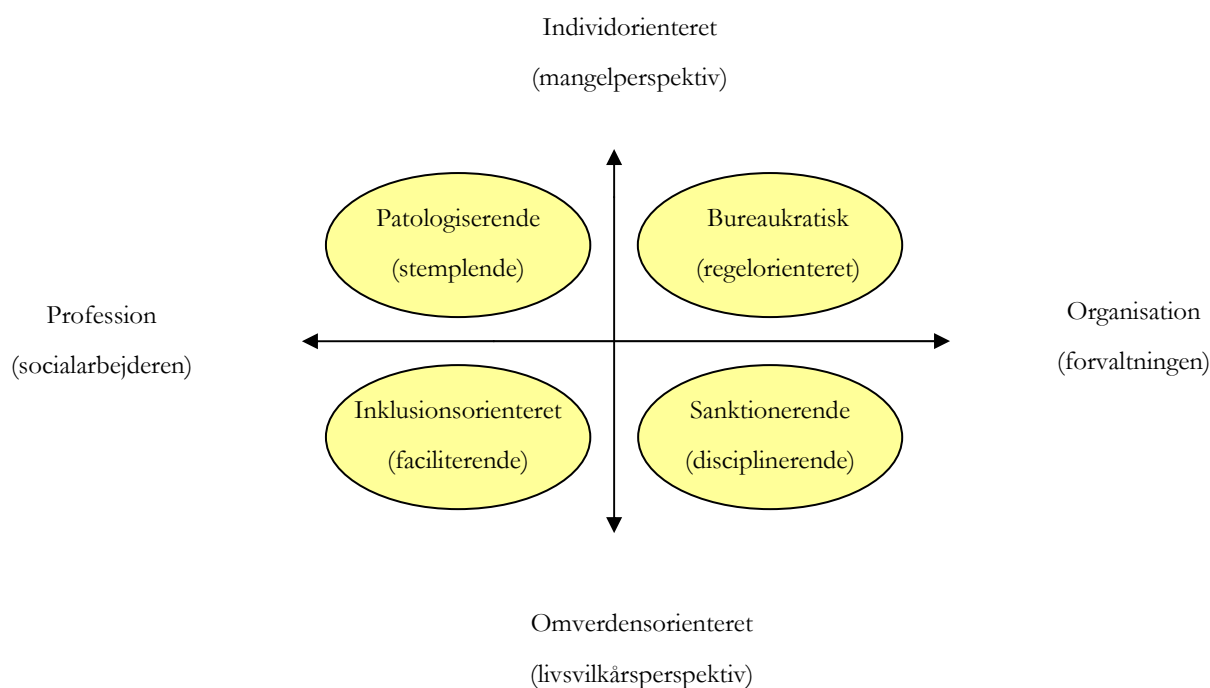 Individorienteret
(mangelperspektiv)
Patologiserende
(stemplende)
Bureaukratisk
(regelorienteret)
Profession
(socialarbejderen)
Organisation
(forvaltningen)
Inklusionsorienteret
(faciliterende)
Sanktionerende
(disciplinerende)
Omverdensorienteret
(livsvilkårsperspektiv)